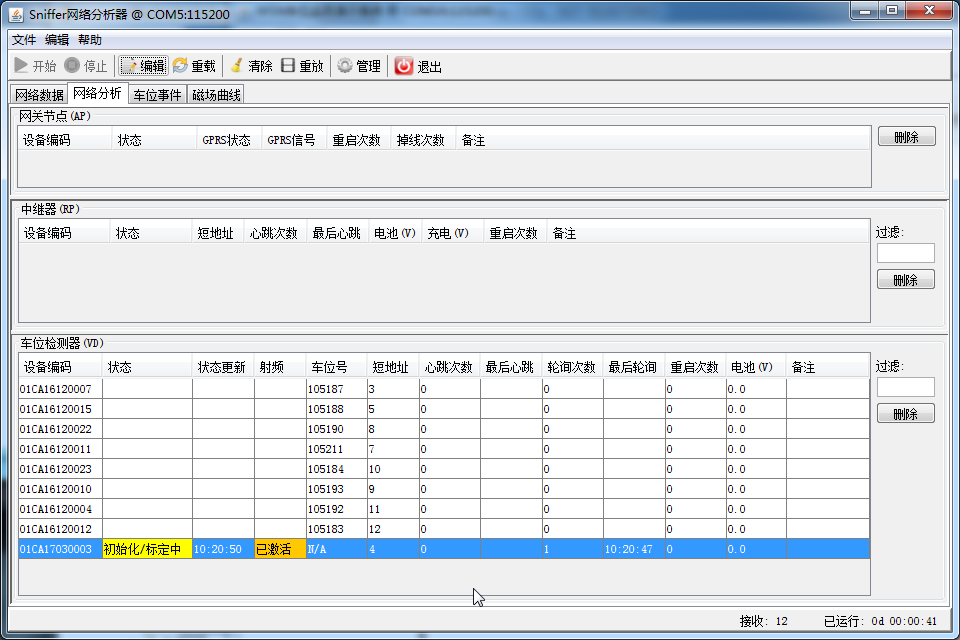 Sniffer网络分析器 @ COM5:115200
文件 编辑 帮助
开始 停止 编辑 重载 清除 重放 管理 退出
网络数据 网络分析 车位事件 磁场曲线
网关节点(AP)
设备编码 状态 GPRS状态 GPRS信号 重启次数 掉线次数 备注
删除
中继器(RP)
设备编码 状态 短地址 心跳次数 最后心跳 电池(V) 充电(V) 重启次数 备注
过滤:
删除
车位检测器(VD)
设备编码 状态 状态更新 射频 车位号 短地址 心跳次数 最后心跳 轮询次数 最后轮询 重启次数 电池(V) 备注
过滤:
删除
01CA16120007 105187 3 0 0 0 0.0
01CA16120015 105188 5 0 0 0 0.0
01CA16120022 105190 8 0 0 0 0.0
01CA16120011 105211 7 0 0 0 0.0
01CA16120023 105184 10 0 0 0 0.0
01CA16120010 105193 9 0 0 0 0.0
01CA16120004 105192 11 0 0 0 0.0
01CA16120012 105183 12 0 0 0 0.0
01CA17030003 初始化/标定中 10:20:50 已激活 N/A 4 0 1 10:20:47 0 0.0
接收: 12 已运行: 0d 00:00:41